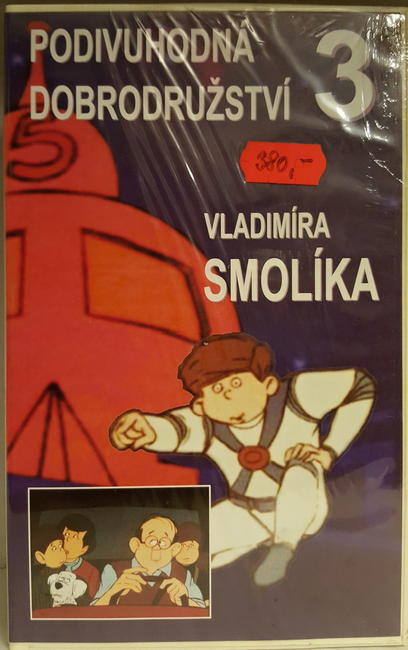 PODIVUHODNÁ
DOBRODRUŽSTVÍ
3
380,-
VLADIMÍRA
SMOLÍKA
5